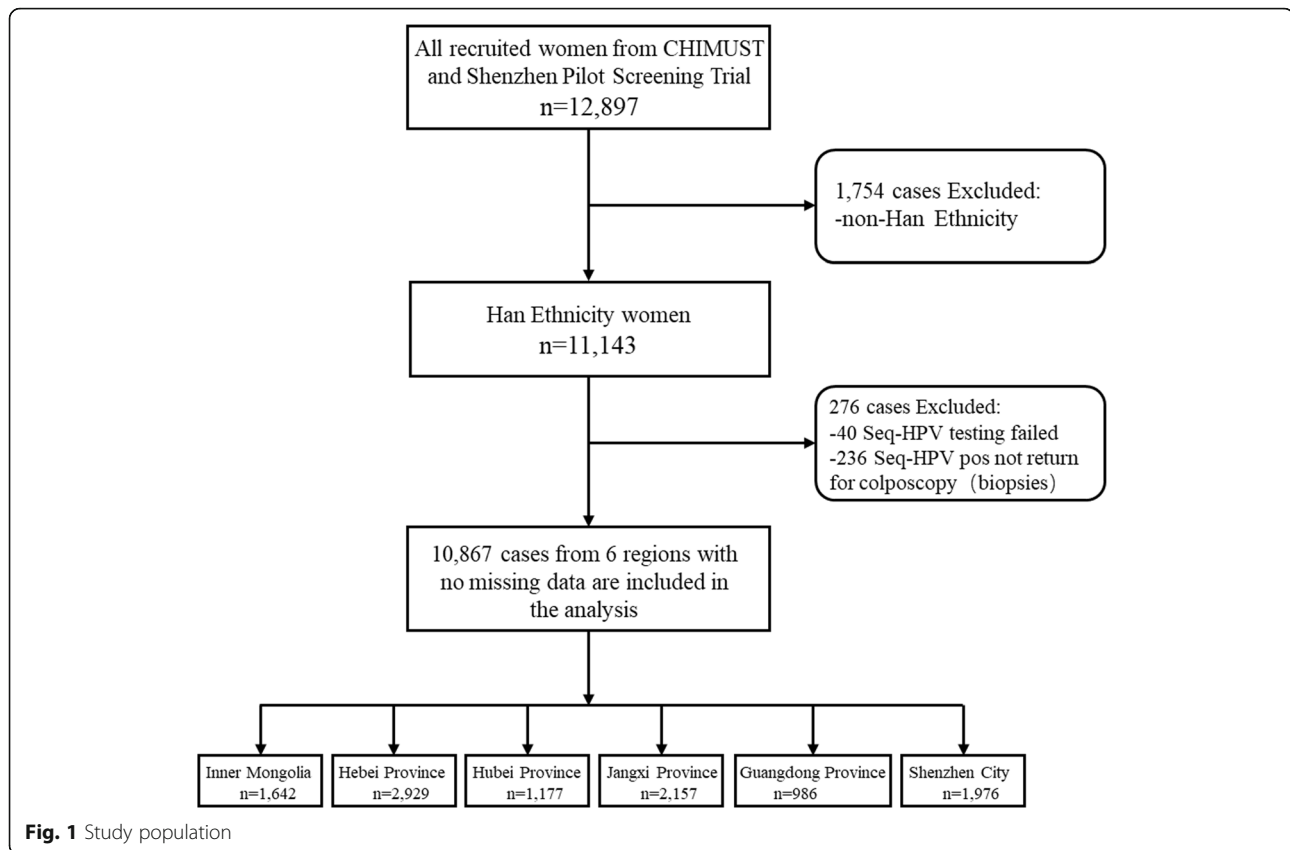 All recruited women from CHIMUST
and Shenzhen Pilot Screening Trial
n=12,897
1,754 cases Excluded:
-non-Han Ethnicity
Han Ethnicity women
n=11,143
276 cases Excluded:
-40 Seq-HPV testing failed
-236 Seq-HPV pos not return
for colposcopy（biopsies）
10,867 cases from 6 regions with
no missing data are included in
the analysis
Inner Mongolia
n=1,642
Hebei Province
n=2,929
Hubei Province
n=1,177
Jangxi Province
n=2,157
Guangdong Province
n=986
Shenzhen City
n=1,976
Fig. 1 Study population